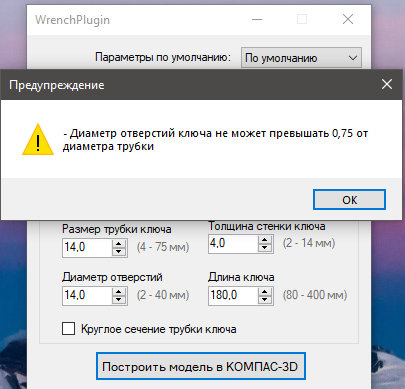 WrenchPlugin
Параметры по умолчанию: По умолчанию
Предупреждение
- Диаметр отверстий ключа не может превышать 0,75 от
диаметра трубки
OK
Размер трубки ключа Толщина стенки ключа
14,0 (4 - 75 мм) 4,0 (2 - 14 мм)
Диаметр отверстий Длина ключа
14,0 (2 - 40 мм) 180,0 (80 - 400 мм)
Круглое сечение трубки ключа
Построить модель в КОМПАС-3D